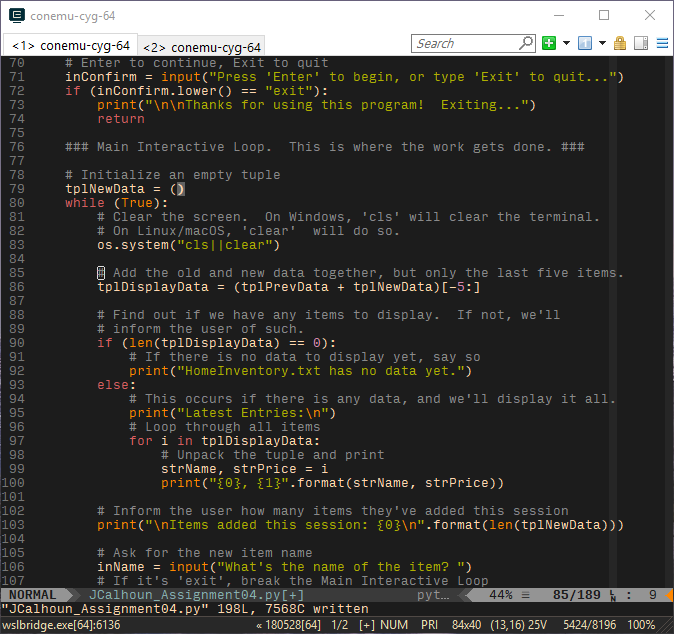 conemu-cyg-64
<1> conemu-cyg-64 <2> conemu-cyg-64 Search
70 # Enter to continue, Exit to quit
71 inConfirm = input("Press 'Enter' to begin, or type 'Exit' to quit...")
72 if (inConfirm.lower() == "exit"):
73 print("\n\nThanks for using this program!  Exiting...")
74 return
75
76 ### Main Interactive Loop.  This is where the work gets done. ###
77
78 # Initialize an empty tuple
79 tplNewData = ()
80 while (True):
81 # Clear the screen.  On Windows, 'cls' will clear the terminal.
82 # On Linux/macOS, 'clear'  will do so.
83 os.system("cls||clear")
84
85 # Add the old and new data together, but only the last five items.
86 tplDisplayData = (tplPrevData + tplNewData)[-5:]
87
88 # Find out if we have any items to display.  If not, we'll
89 # inform the user of such.
90 if (len(tplDisplayData) == 0):
91 # If there is no data to display yet, say so
92 print("HomeInventory.txt has no data yet.")
93 else:
94 # This occurs if there is any data, and we'll display it all.
95 print("Latest Entries:\n")
96 # Loop through all items
97 for i in tplDisplayData:
98 # Unpack the tuple and print
99 strName, strPrice = i
100 print("{0}, {1}".format(strName, strPrice))
101
102 # Inform the user how many items they've added this session
103 print("\nItems added this session: {0}\n".format(len(tplNewData)))
104
105 # Ask for the new item name
106 inName = input("What's the name of the item? ")
107 # If it's 'exit', break the Main Interactive Loop
NORMAL JCalhoun_Assignment04.py[+] pyt… 44% ≡ 85/189 ㏑ : 9
"JCalhoun_Assignment04.py" 198L, 7568C written
wslbridge.exe[64]:6136 « 180528[64] 1/2 [+] NUM PRI 84x40 (13,16) 25V 5424/8196 100%